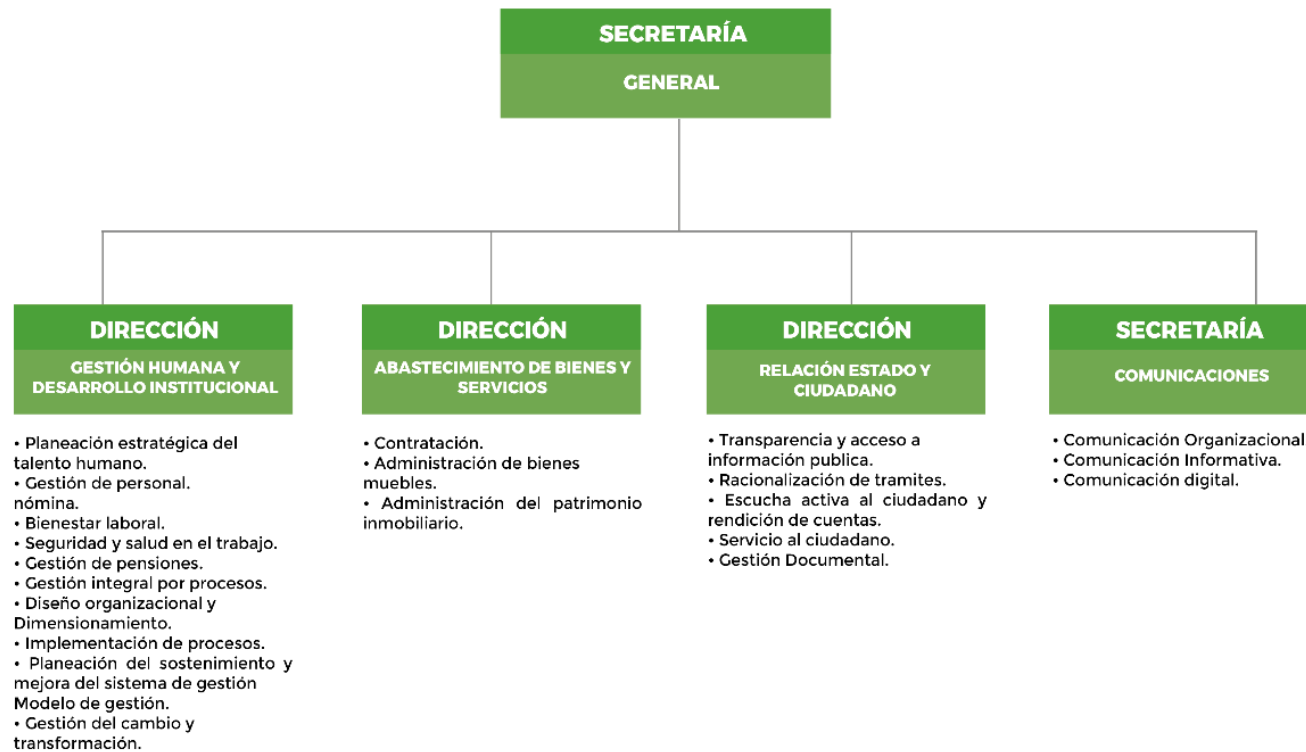 SECRETARÍA
GENERAL
DIRECCIÓN
GESTIÓN HUMANA Y
DESARROLLO INSTITUCIONAL
• Planeación estratégica del
talento humano.
• Gestión de personal.
nómina.
• Bienestar laboral.
• Seguridad y salud en el trabajo.
• Gestión de pensiones.
• Gestión integral por procesos.
• Diseño organizacional y
Dimensionamiento.
• Implementación de procesos.
• Planeación del sostenimiento y
mejora del sistema de gestión
Modelo de gestión.
• Gestión del cambio y
transformación.
DIRECCIÓN
ABASTECIMIENTO DE BIENES Y
SERVICIOS
• Contratación.
• Administración de bienes
muebles.
• Administración del patrimonio
inmobiliario.
DIRECCIÓN
RELACIÓN ESTADO Y
CIUDADANO
• Transparencia y acceso a
información publica.
• Racionalización de tramites.
• Escucha activa al ciudadano y
rendición de cuentas.
• Servicio al ciudadano.
• Gestión Documental.
SECRETARÍA
COMUNICACIONES
• Comunicación Organizacional
• Comunicación Informativa.
• Comunicación digital.